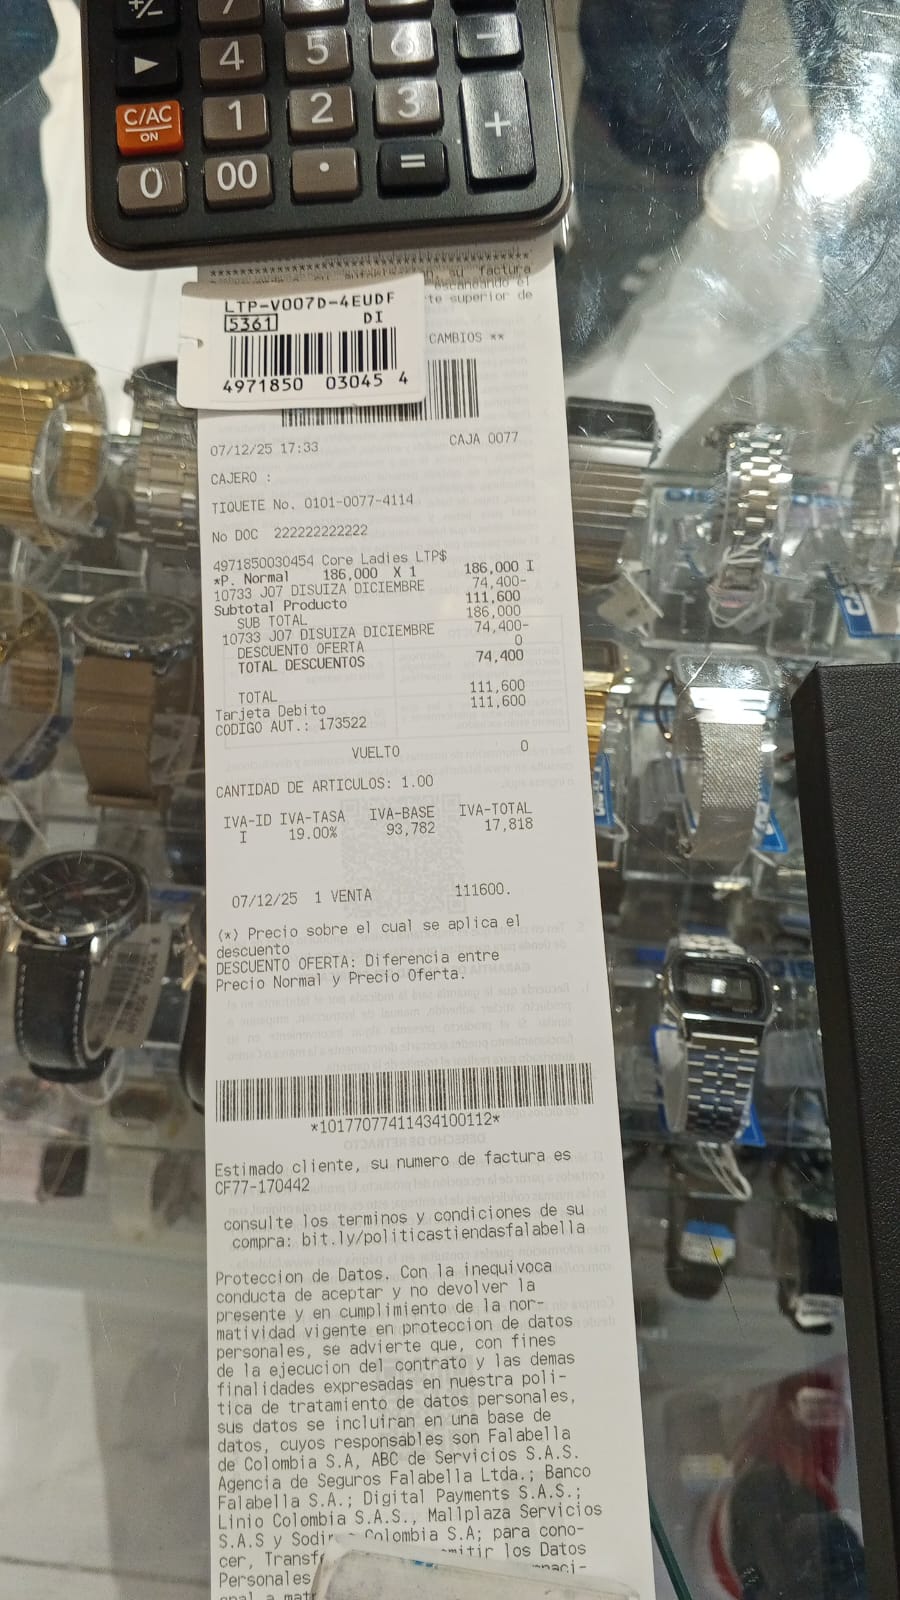 +/−
7
4
5
6
−
►
C/AC
ON
1
2
3
+
0
00
.
=
su factura
escaneando el
te superior de
LTP-V007D-4EUDF
5361 DI
CAMBIOS **
4971850 03045 4
07/12/25 17:33 CAJA 0077
CAJERO :
TIQUETE No. 0101-0077-4114
No DOC 222222222222
4971850030454 Core Ladies LTP$
*P. Normal 186,000 X 1 186,000 I
10733 J07 DISUIZA DICIEMBRE 74,400-
Subtotal Producto 111,600
SUB TOTAL 186,000
10733 J07 DISUIZA DICIEMBRE 74,400-
DESCUENTO OFERTA 0
TOTAL DESCUENTOS 74,400
TOTAL 111,600
Tarjeta Debito 111,600
CODIGO AUT.: 173522
VUELTO 0
CANTIDAD DE ARTICULOS: 1.00
IVA-ID IVA-TASA IVA-BASE IVA-TOTAL
I 19.00% 93,782 17,818
07/12/25 1 VENTA 111600.
(*) Precio sobre el cual se aplica el
descuento
DESCUENTO OFERTA: Diferencia entre
Precio Normal y Precio Oferta.
*10177077411434100112*
Estimado cliente, su numero de factura es
CF77-170442
consulte los terminos y condiciones de su
compra: bit.ly/politicastiendasfalabella
Proteccion de Datos. Con la inequivoca
conducta de aceptar y no devolver la
presente y en cumplimiento de la nor-
matividad vigente en proteccion de datos
personales, se advierte que, con fines
de la ejecucion del contrato y las demas
finalidades expresadas en nuestra poli-
tica de tratamiento de datos personales,
sus datos se incluiran en una base de
datos, cuyos responsables son Falabella
de Colombia S.A, ABC de Servicios S.A.S.
Agencia de Seguros Falabella Ltda.; Banco
Falabella S.A.; Digital Payments S.A.S.;
Linio Colombia S.A.S., Mallplaza Servicios
S.A.S y Colombia S.A; para cono-
cer, los Datos
Personales